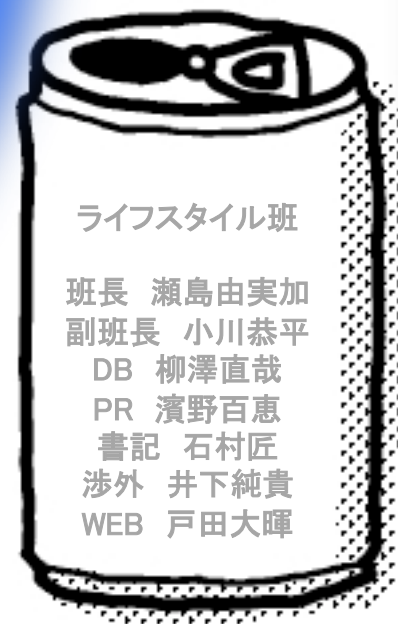 ライフスタイル班
班長　瀬島由実加
副班長　小川恭平
DB　柳澤直哉
PR　濱野百恵
書記　石村匠
渉外　井下純貴
WEB　戸田大暉